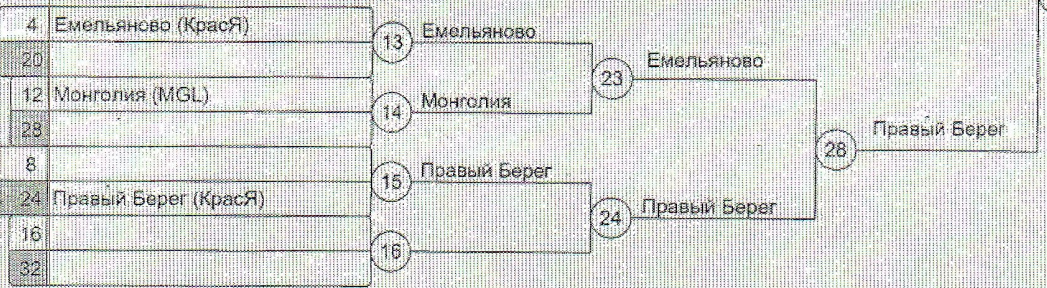 4 Емельяново (КрасЯ)
13 Емельяново
20
23 Емельяново
12 Монголия (MGL)
14 Монголия
28
28 Правый Берег
8
15 Правый Берег
24 Правый Берег (КрасЯ)
24 Правый Берег
16
16
32